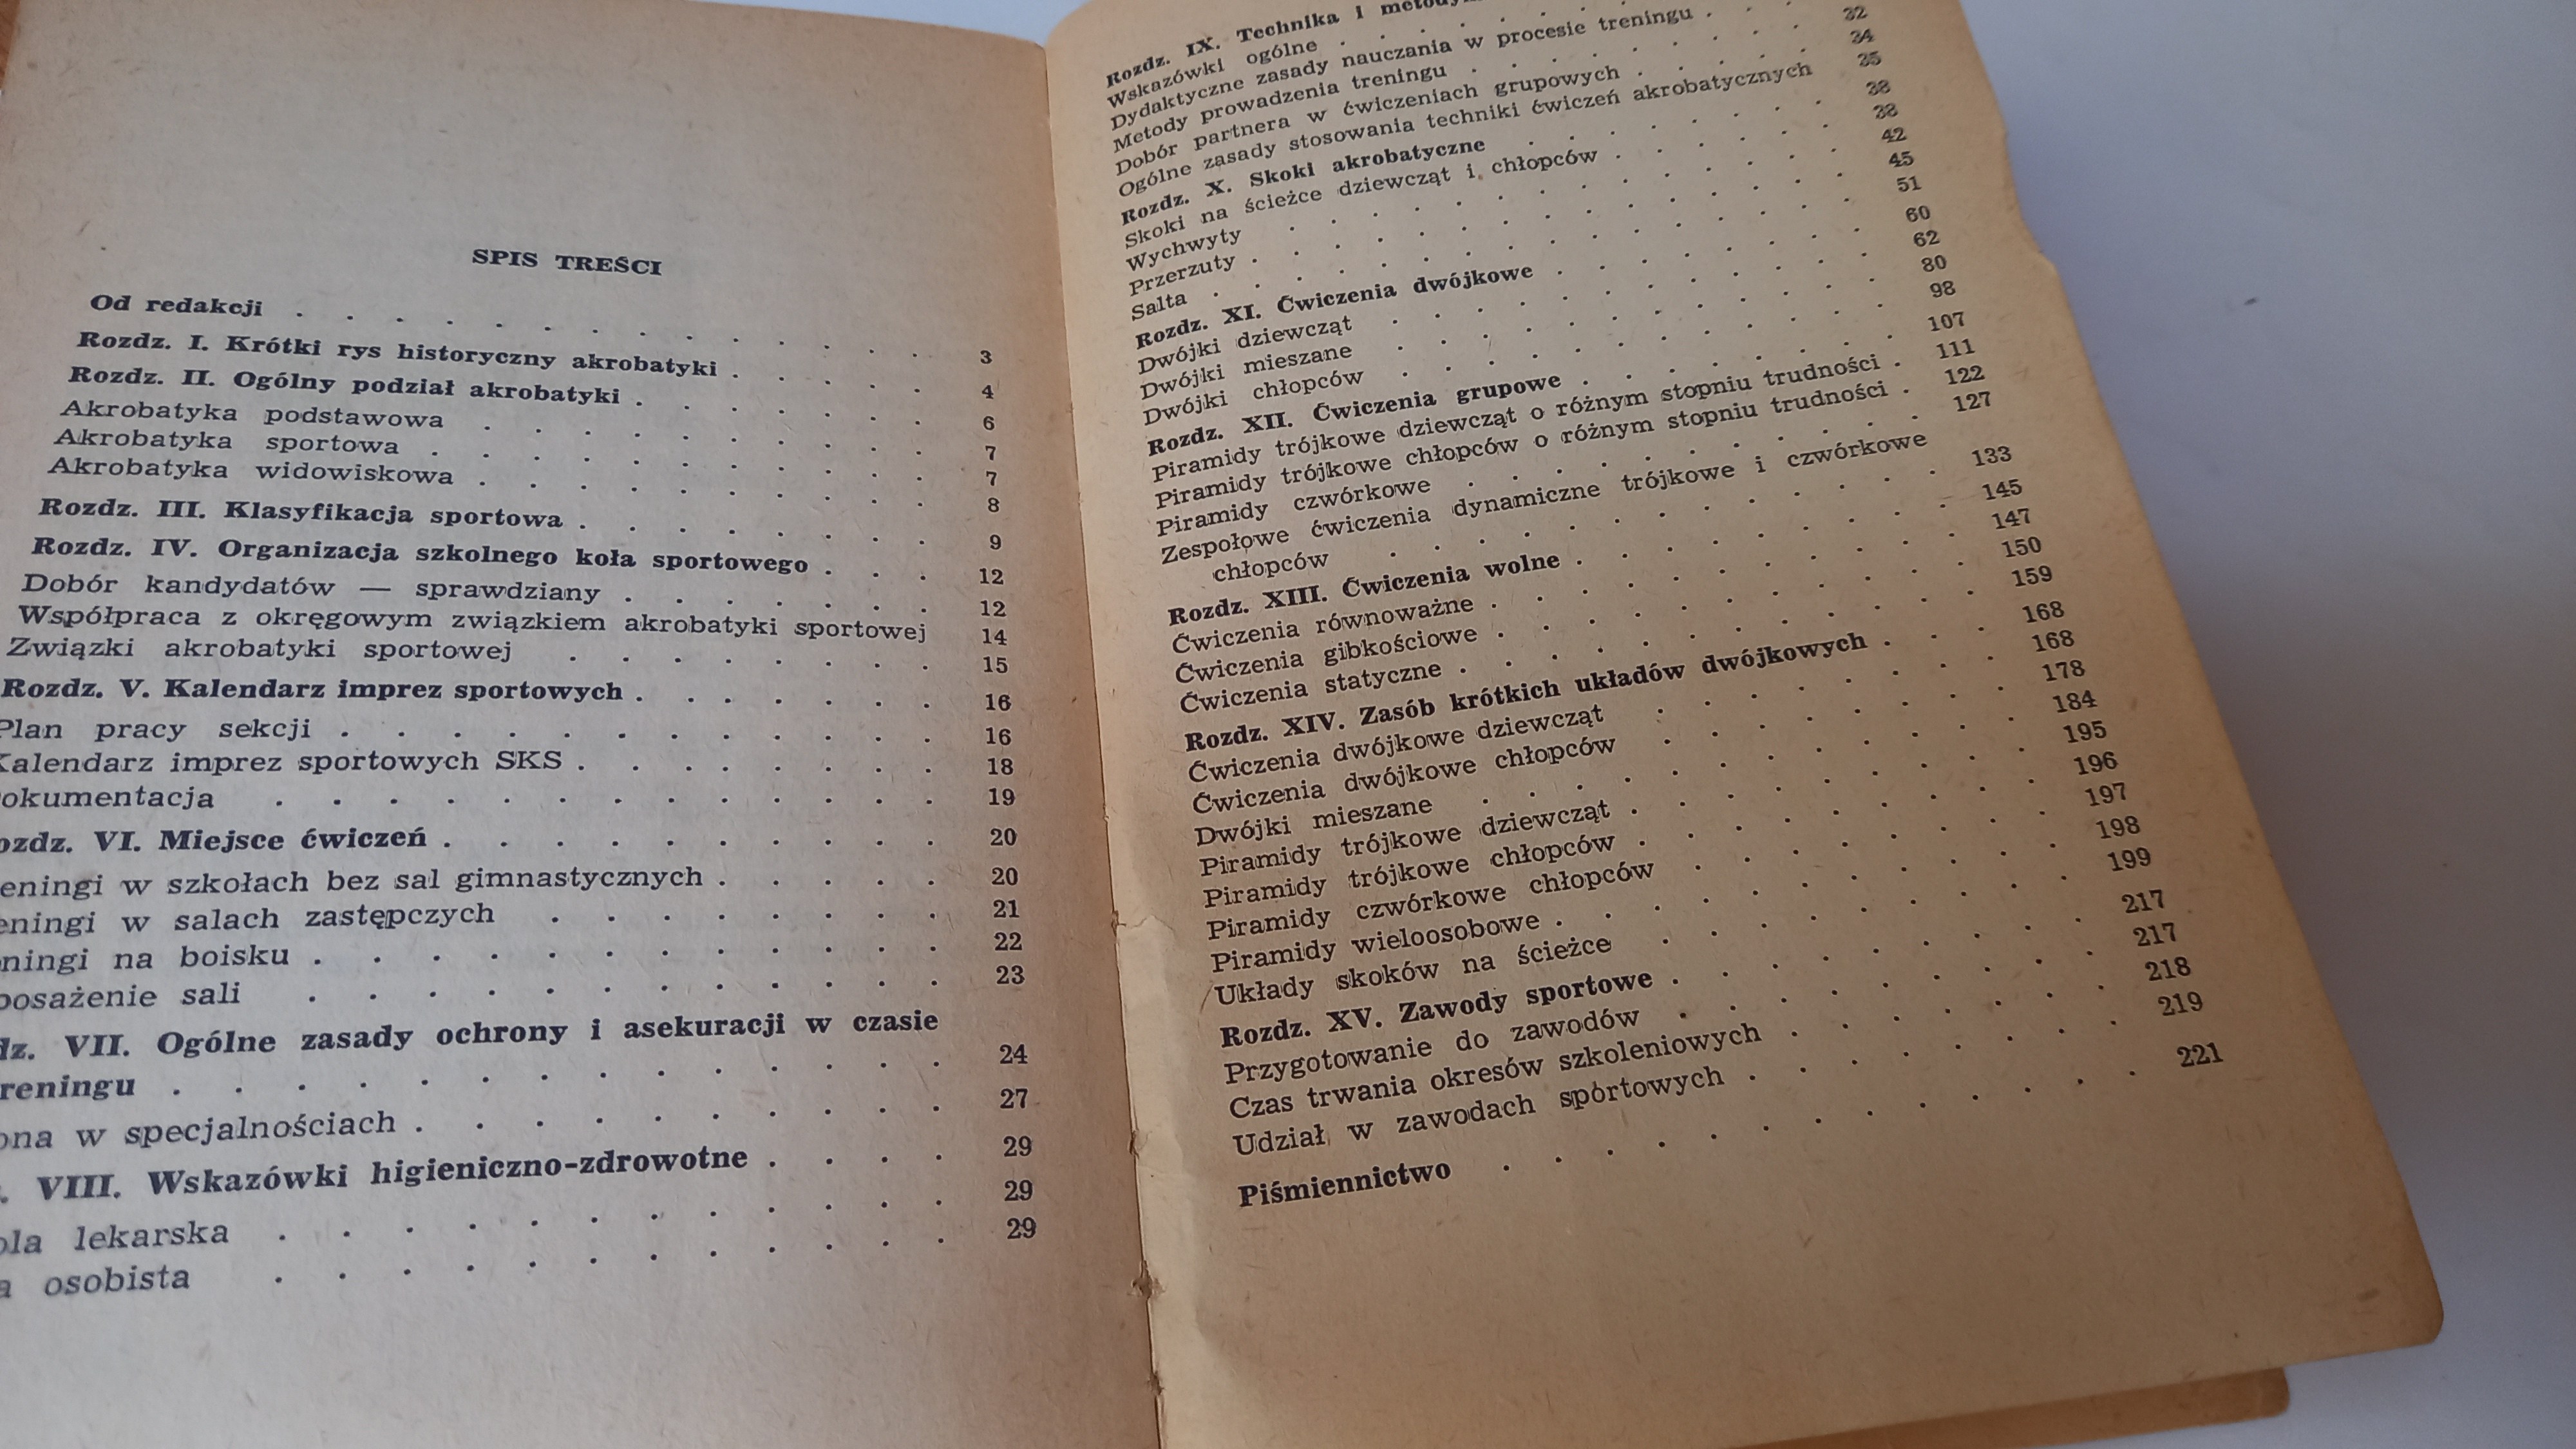 SPIS TREŚCI
Od redakcji . . . . . . . . . . . . 3
Rozdz. I. Krótki rys historyczny akrobatyki . . . . . 4
Rozdz. II. Ogólny podział akrobatyki . . . . . . 6
Akrobatyka podstawowa . . . . . . . . . 7
Akrobatyka sportowa . . . . . . . . . . 7
Akrobatyka widowiskowa . . . . . . . . . 8
Rozdz. III. Klasyfikacja sportowa . . . . . . . 9
Rozdz. IV. Organizacja szkolnego koła sportowego . . . 12
Dobór kandydatów — sprawdziany . . . . . . . 12
Współpraca z okręgowym związkiem akrobatyki sportowej 14
Związki akrobatyki sportowej . . . . . . . . 15
Rozdz. V. Kalendarz imprez sportowych . . . . . . 16
Plan pracy sekcji . . . . . . . . . . . 16
Kalendarz imprez sportowych SKS . . . . . . . 18
okumentacja . . . . . . . . . . . . 19
ozdz. VI. Miejsce ćwiczeń . . . . . . . . . 20
eningi w szkołach bez sal gimnastycznych . . . . . 20
eningi w salach zastępczych . . . . . . . . 21
ningi na boisku . . . . . . . . . . . 22
posażenie sali . . . . . . . . . . . 23
dz. VII. Ogólne zasady ochrony i asekuracji w czasie
reningu . . . . . . . . . . . . . 24
ona w specjalnościach . . . . . . . . . 27
. VIII. Wskazówki higieniczno-zdrowotne . . . . 29
ola lekarska . . . . . . . . . . . . 29
a osobista . . . . . . . . . . . . 29
Rozdz. IX. Technika i
Wskazówki ogólne . . . . . . .
Dydaktyczne zasady nauczania w procesie treningu . . . 32
Metody prowadzenia treningu . . . . . . . . 34
Dobór partnera w ćwiczeniach grupowych . . . . 35
Ogólne zasady stosowania techniki ćwiczeń akrobatycznych 38
Rozdz. X. Skoki akrobatyczne . . . . . . . 38
Skoki na ścieżce dziewcząt i chłopców . . . . . 42
Wychwyty . . . . . . . . . . . 45
Przerzuty . . . . . . . . . . . . 51
Salta . . . . . . . . . . . . . 60
Rozdz. XI. Ćwiczenia dwójkowe . . . . . . . 62
Dwójki dziewcząt . . . . . . . . . . 80
Dwójki mieszane . . . . . . . . . . 98
Dwójki chłopców . . . . . . . . . . 107
Rozdz. XII. Ćwiczenia grupowe . . . . . . . 111
Piramidy trójkowe dziewcząt o różnym stopniu trudności . 122
Piramidy trójkowe chłopców o różnym stopniu trudności . 127
Piramidy czwórkowe . . . . . . . . .
Zespołowe ćwiczenia dynamiczne trójkowe i czwórkowe
chłopców . . . . . . . . . . . 133
Rozdz. XIII. Ćwiczenia wolne . . . . . . . . 145
Ćwiczenia równoważne . . . . . . . . . . 147
Ćwiczenia gibkościowe . . . . . . . . . . 150
Ćwiczenia statyczne . . . . . . . . . . 159
Rozdz. XIV. Zasób krótkich układów dwójkowych . . . 168
Ćwiczenia dwójkowe dziewcząt . . . . . . . 168
Ćwiczenia dwójkowe chłopców . . . . . . . 178
Dwójki mieszane . . . . . . . . . . 184
Piramidy trójkowe dziewcząt . . . . . . . . 195
Piramidy trójkowe chłopców . . . . . . . . 196
Piramidy czwórkowe chłopców . . . . . . . 197
Piramidy wieloosobowe . . . . . . . . . . 198
Układy skoków na ścieżce . . . . . . . . 199
Rozdz. XV. Zawody sportowe . . . . . . . . 217
Przygotowanie do zawodów . . . . . . . . 217
Czas trwania okresów szkoleniowych . . . . . . 218
Udział w zawodach sportowych . . . . . . . 219
Piśmiennictwo . . . . . . . . . . . . 221